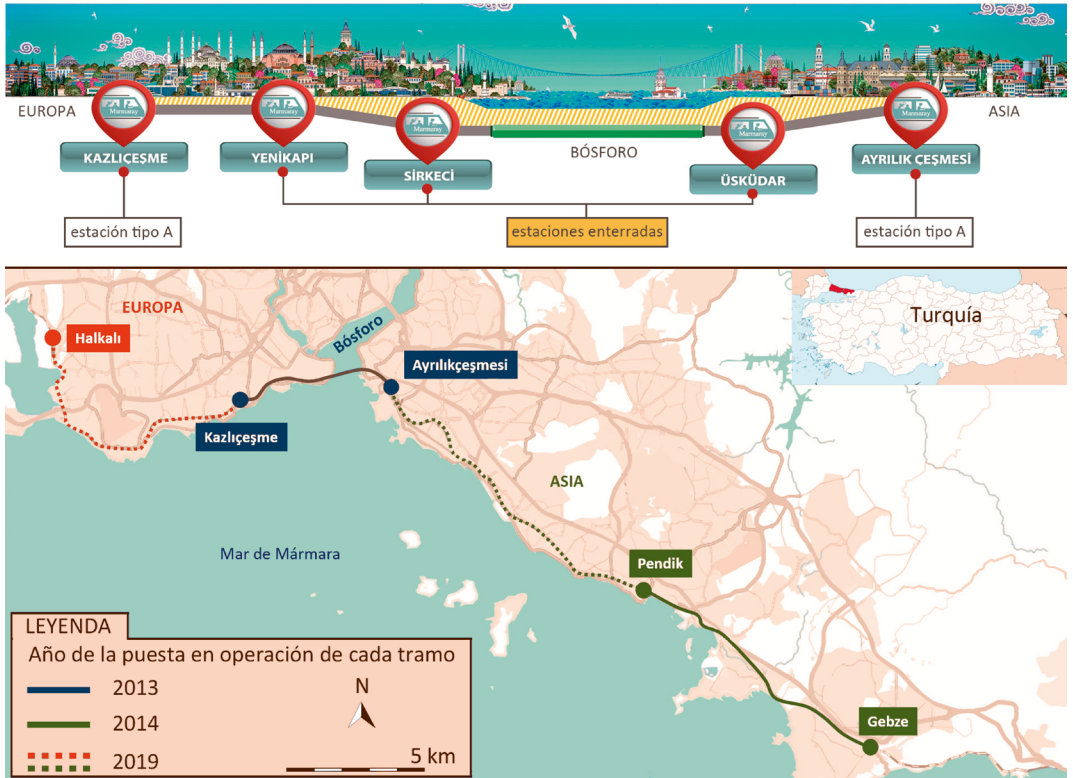 EUROPA
ASIA
Marmaray
Marmaray
Marmaray
Marmaray
Marmaray
BÓSFORO
KAZLIÇEŞME
YENİKAPI
SİRKECİ
ÜSKÜDAR
AYRILIK ÇEŞMESİ
estación tipo A
estaciones enterradas
estación tipo A
EUROPA
Halkalı
Bósforo
Ayrılıkçeşmesi
Kazlıçeşme
Turquía
ASIA
Mar de Mármara
Pendik
Gebze
LEYENDA
Año de la puesta en operación de cada tramo
2013
2014
2019
N
5 km